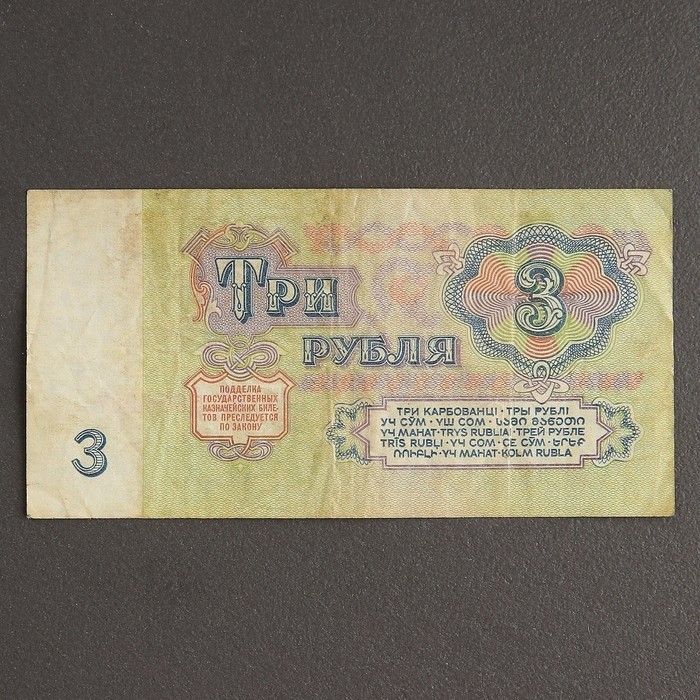 ТРИ
РУБЛЯ
3
ПОДДЕЛКА
ГОСУДАРСТВЕННЫХ
КАЗНАЧЕЙСКИХ БИЛЕ-
ТОВ ПРЕСЛЕДУЕТСЯ
ПО ЗАКОНУ
ТРИ КАРБОВАНЦІ · ТРЫ РУБЛІ
УЧ СЎМ · ҮШ СОМ · ᲡᲐᲛᲘ ᲛᲐᲜᲔᲗᲘ
ҮЧ МАНАТ · TRYS RUBLIAI · ТРЕЙ РУБЛЕ
TRĪS RUBĻI · ҮЧ СОМ · СЕ СЎМ · ԵՐԵՔ
ՌՈՒԲԼԻ · ҮЧ МАНАТ · KOLM RUBLA
3